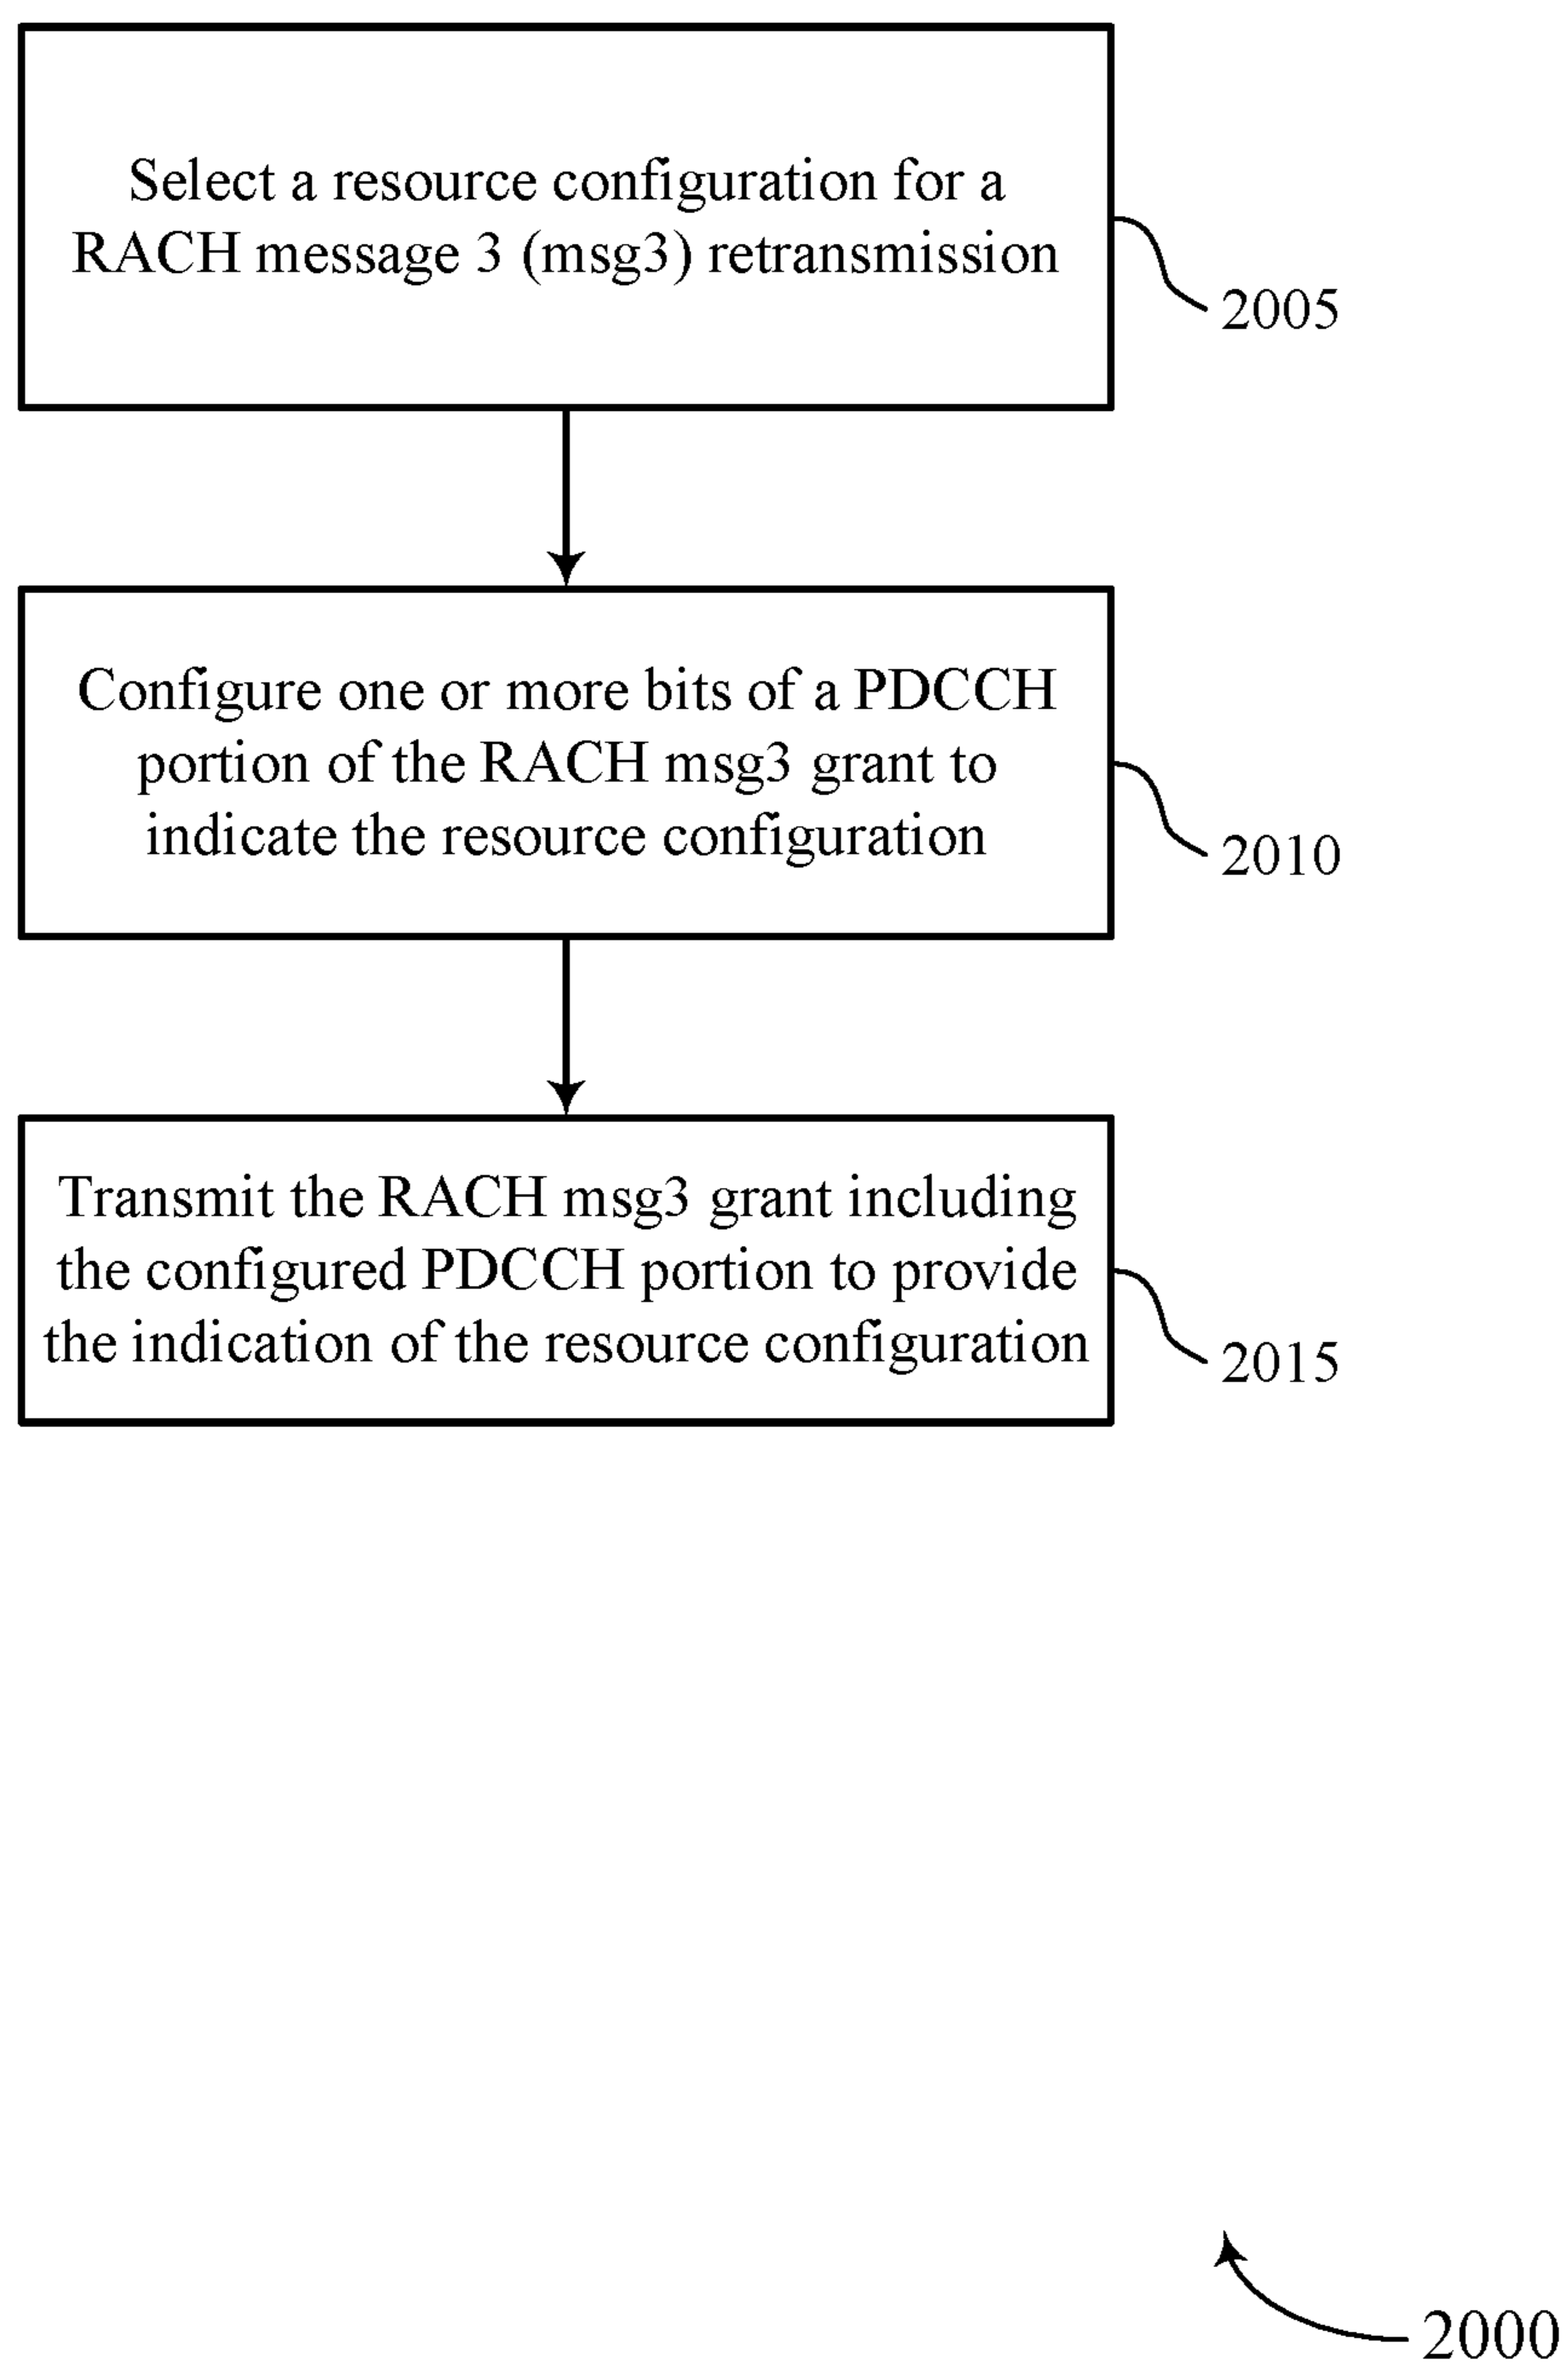 Select a resource configuration for a
RACH message 3 (msg3) retransmission
2005
Configure one or more bits of a PDCCH
portion of the RACH msg3 grant to
indicate the resource configuration
2010
Transmit the RACH msg3 grant including
the configured PDCCH portion to provide
the indication of the resource configuration
2015
2000